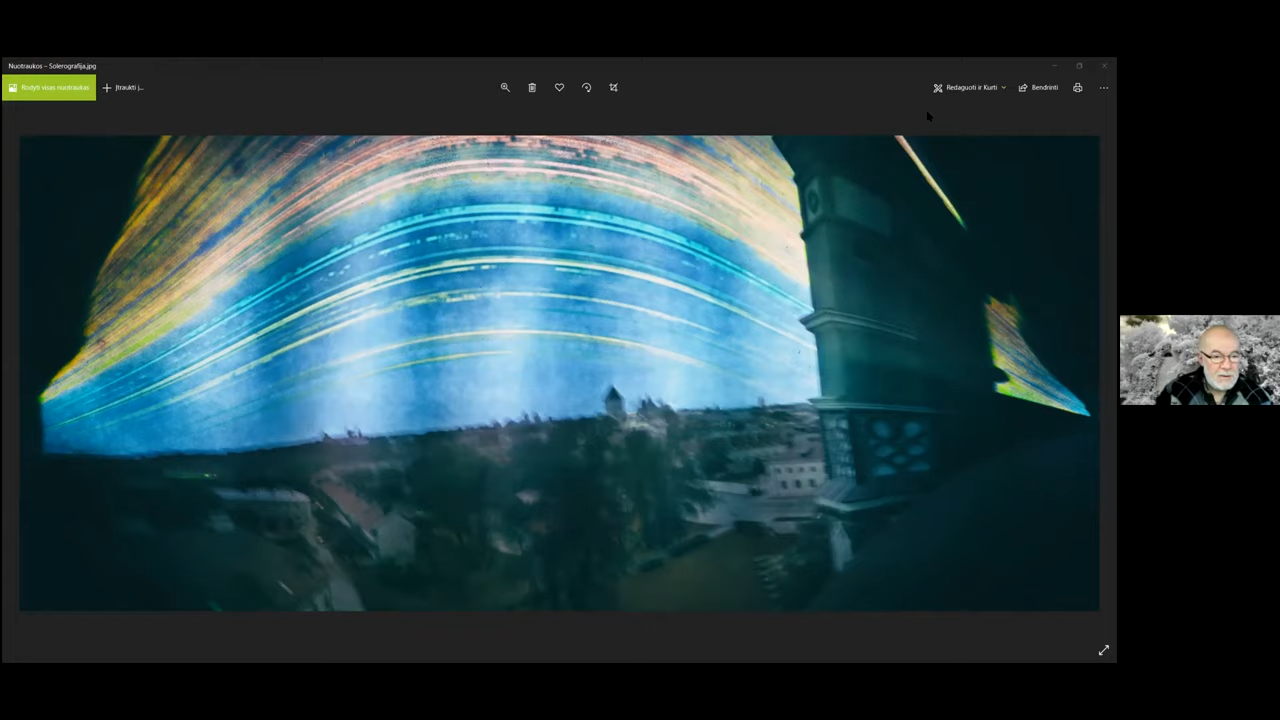 Nuotraukos – Solerografija.jpg
Rodyti visas nuotraukas
Įtraukti į...
Redaguoti ir Kurti
Bendrinti